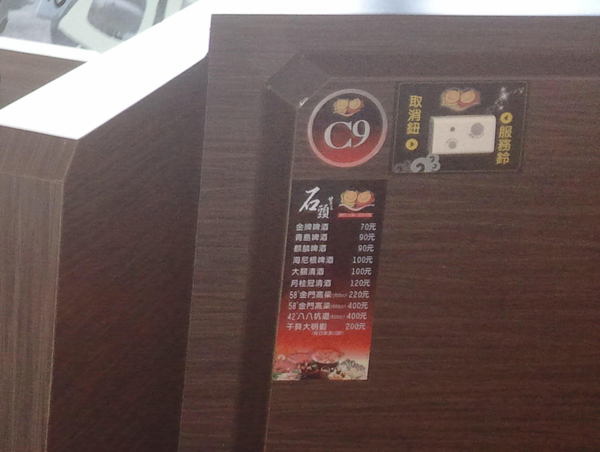 C9
取消鈕
服務鈴
石頭
金牌啤酒 70元
青島啤酒 90元
麒麟啤酒 90元
海尼根啤酒 100元
大關清酒 100元
月桂冠清酒 120元
58°金門高粱 220元
58°金門高粱 400元
42°八八坑道 400元
干貝大明蝦 200元